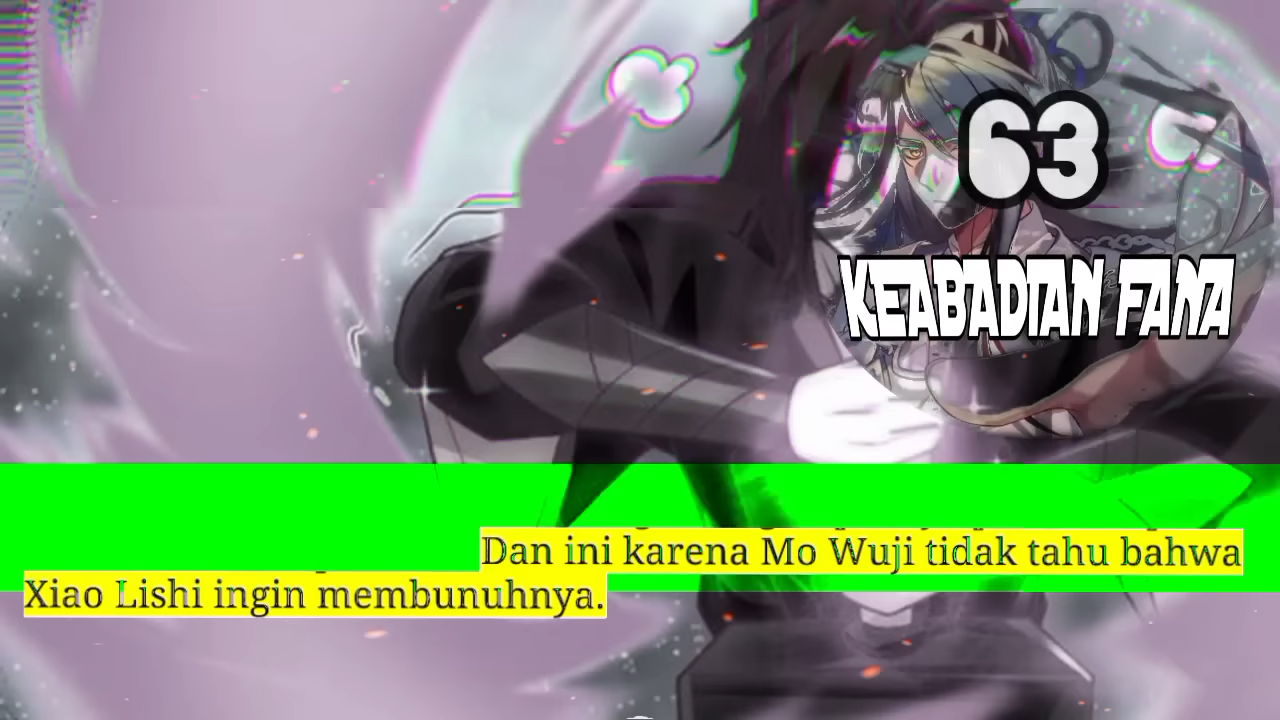 63
KEABADIAN FANA
Dan ini karena Mo Wuji tidak tahu bahwa
Xiao Lishi ingin membunuhnya.